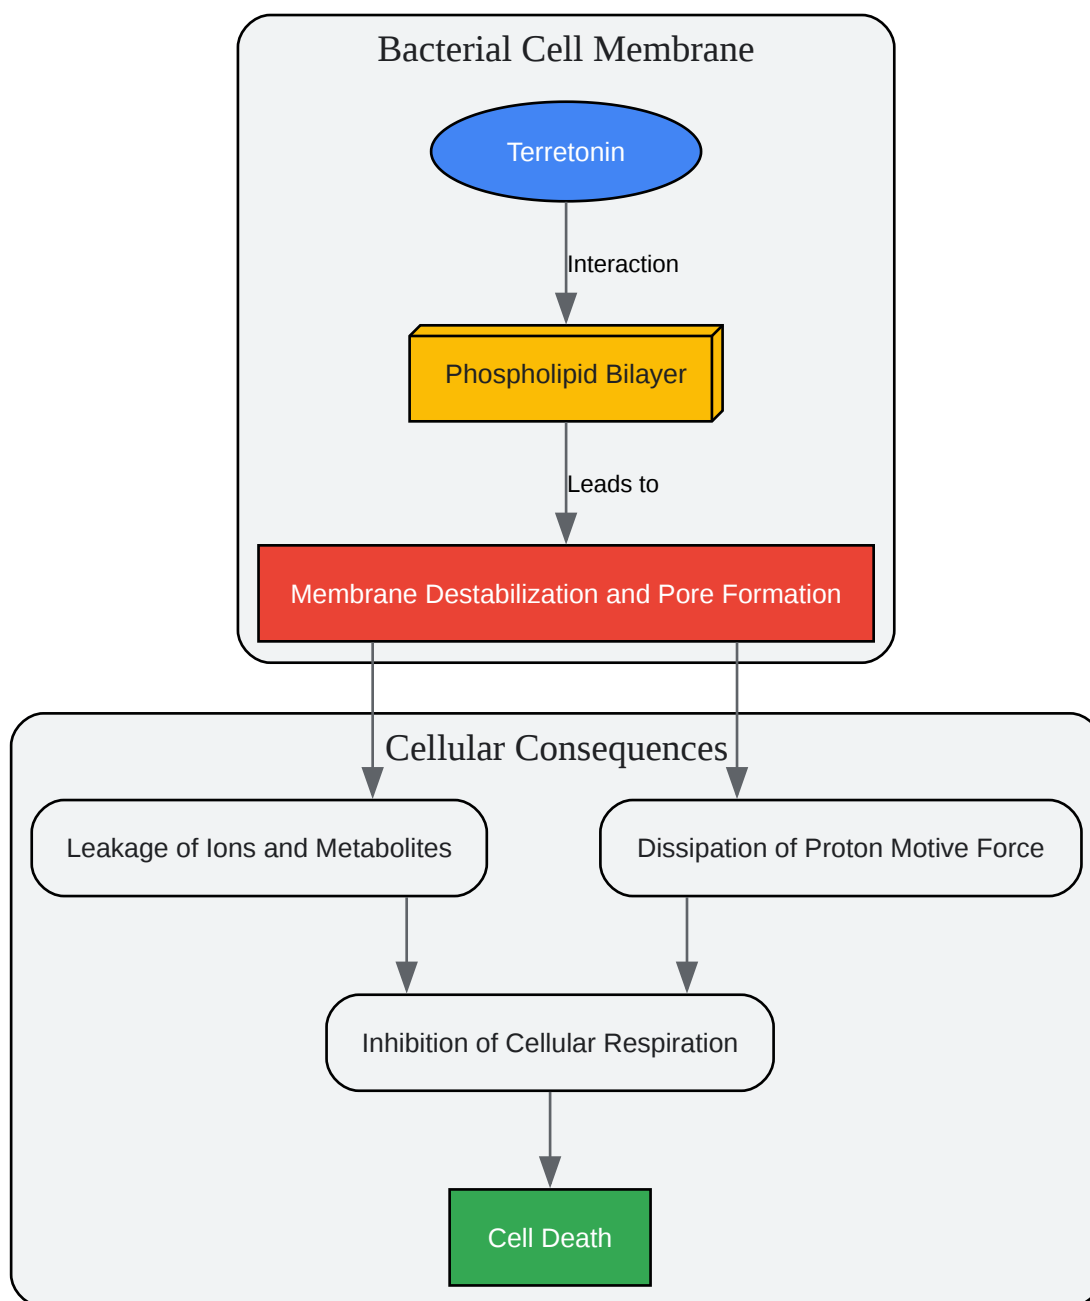 Bacterial Cell Membrane
Terretonin
Interaction
Phospholipid Bilayer
Leads to
Membrane Destabilization and Pore Formation
Cellular Consequences
Leakage of Ions and Metabolites
Dissipation of Proton Motive Force
Inhibition of Cellular Respiration
Cell Death